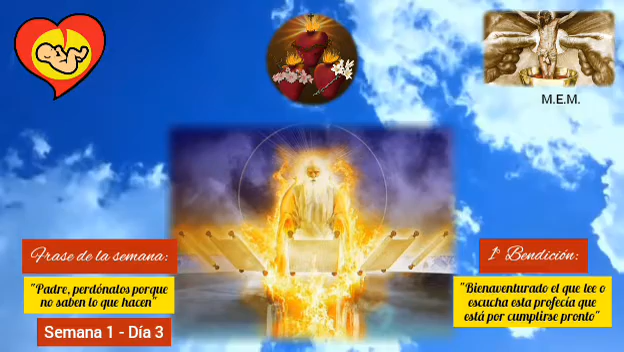 M.E.M.
Frase de la semana:
"Padre, perdónalos porque
no saben lo que hacen"
Semana 1 - Día 3
1ª Bendición:
"Bienaventurado el que lee o
escucha esta profecía que
está por cumplirse pronto"